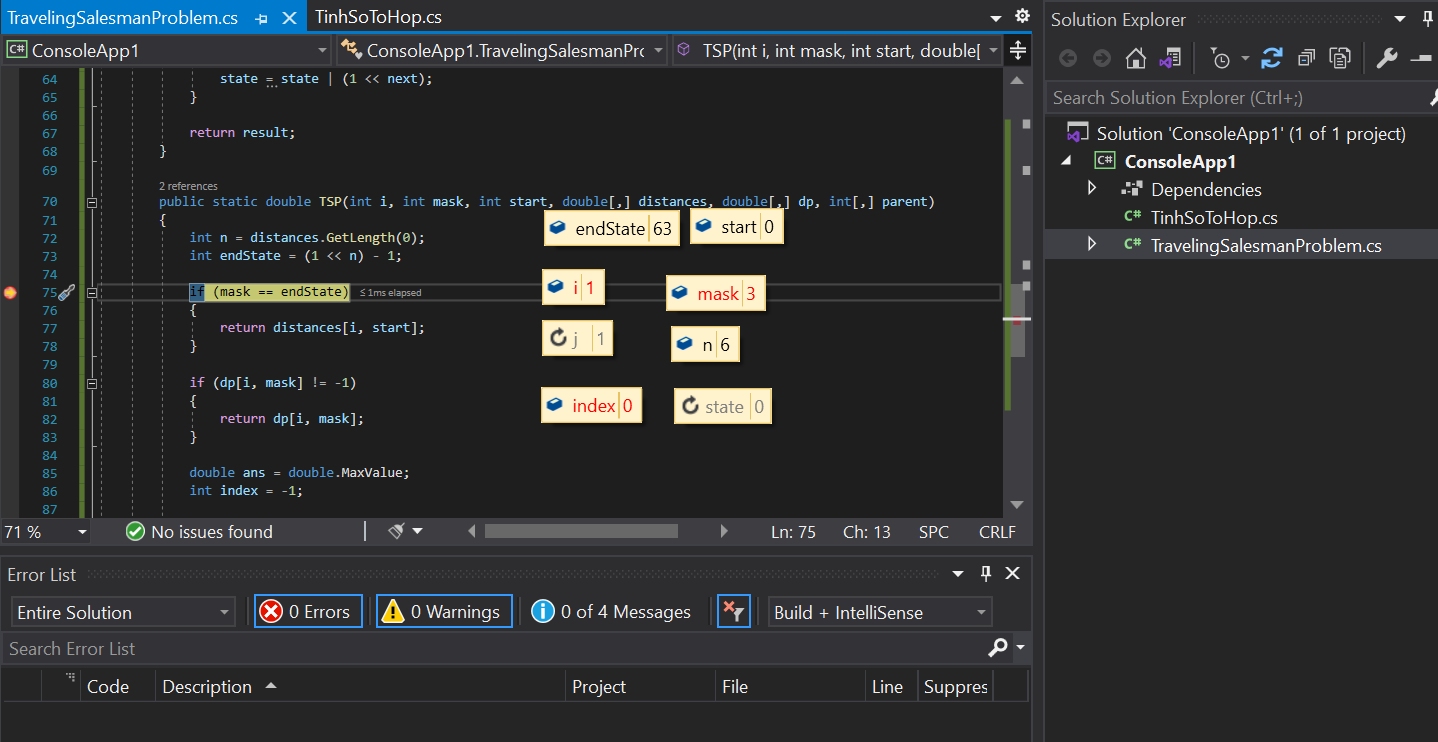 TravelingSalesmanProblem.cs
TinhSoToHop.cs
ConsoleApp1
ConsoleApp1.TravelingSalesmanPro
TSP(int i, int mask, int start, double[
64 state = state | (1 << next);
65 }
66
67 return result;
68 }
69
2 references
70 public static double TSP(int i, int mask, int start, double[,] distances, double[,] dp, int[,] parent)
71 {
endState 63
start 0
72 int n = distances.GetLength(0);
73 int endState = (1 << n) - 1;
74
75 if (mask == endState) ≤ 1ms elapsed
i 1
mask 3
76 {
77 return distances[i, start];
j 1
n 6
78 }
79
80 if (dp[i, mask] != -1)
81 {
index 0
state 0
82 return dp[i, mask];
83 }
84
85 double ans = double.MaxValue;
86 int index = -1;
87
71 %
No issues found
Ln: 75 Ch: 13 SPC CRLF
Error List
Entire Solution
0 Errors
0 Warnings
0 of 4 Messages
Build + IntelliSense
Search Error List
Code Description Project File Line Suppres
Solution Explorer
Search Solution Explorer (Ctrl+;)
Solution 'ConsoleApp1' (1 of 1 project)
C# ConsoleApp1
Dependencies
C# TinhSoToHop.cs
C# TravelingSalesmanProblem.cs